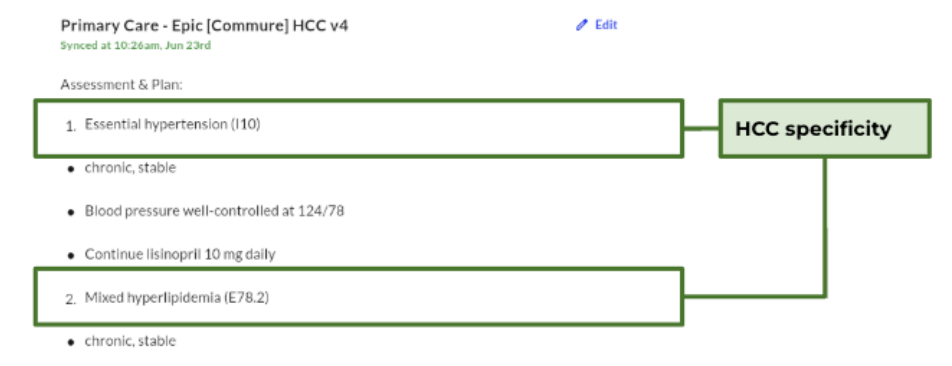 Primary Care - Epic [Commure] HCC v4
Edit
Synced at 10:26am, Jun 23rd
Assessment & Plan:
1. Essential hypertension (I10)
HCC specificity
• chronic, stable
• Blood pressure well-controlled at 124/78
• Continue lisinopril 10 mg daily
2. Mixed hyperlipidemia (E78.2)
• chronic, stable